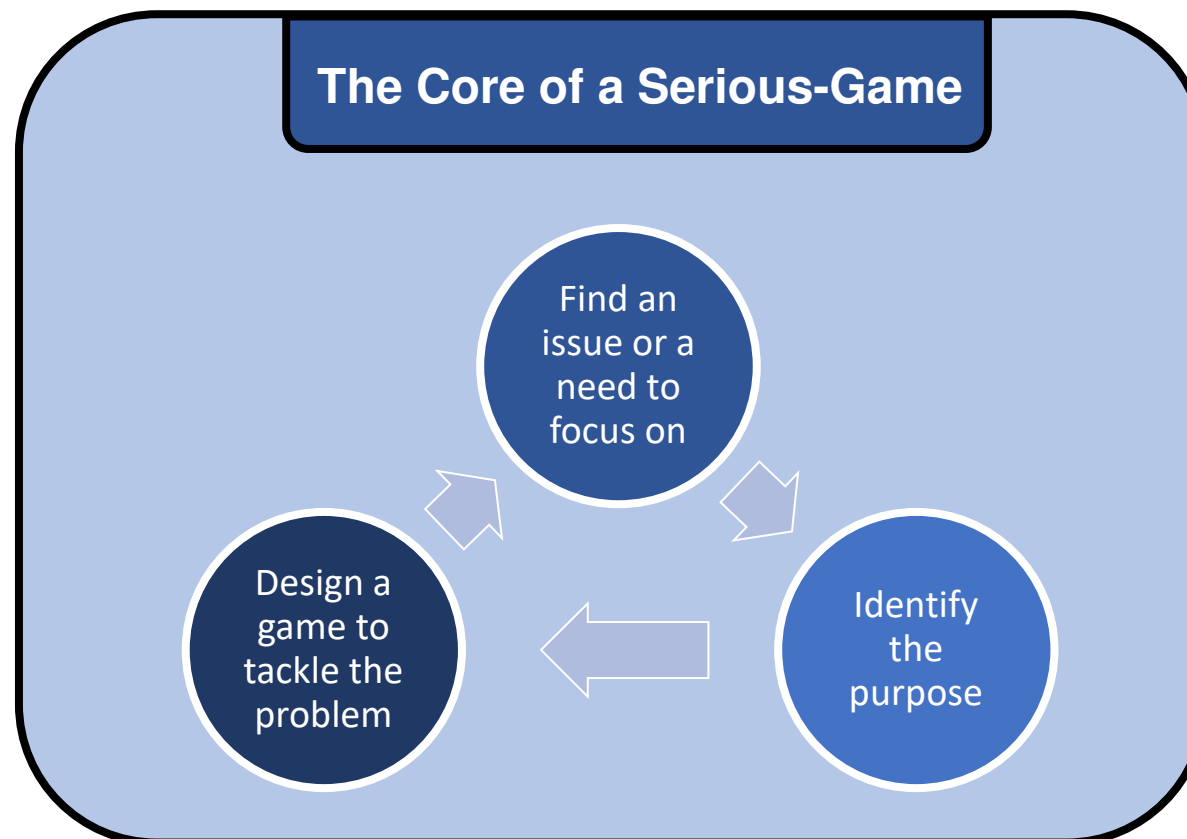 The Core of a Serious-Game
Find an
issue or a
need to
focus on
Identify
the
purpose
Design a
game to
tackle the
problem